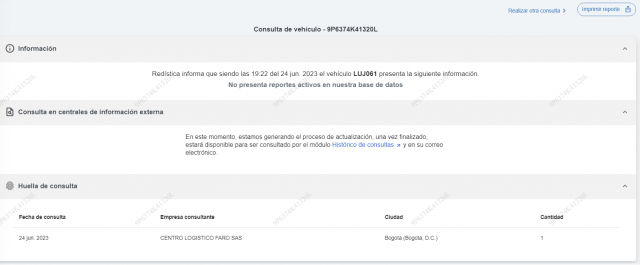 Realizar otra consulta >
Imprimir reporte
Consulta de vehículo - 9P6374K41320L
Información
Redística informa que siendo las 19:22 del 24 jun. 2023 el vehículo LUJ061 presenta la siguiente información.
No presenta reportes activos en nuestra base de datos
Consulta en centrales de información externa
En este momento, estamos generando el proceso de actualización, una vez finalizado,
estará disponible para ser consultado por el módulo Histórico de consultas » y en su correo
electrónico.
Huella de consulta
Fecha de consulta Empresa consultante Ciudad Cantidad
24 jun. 2023 CENTRO LOGISTICO FARO SAS Bogota (Bogota, D.C.) 1